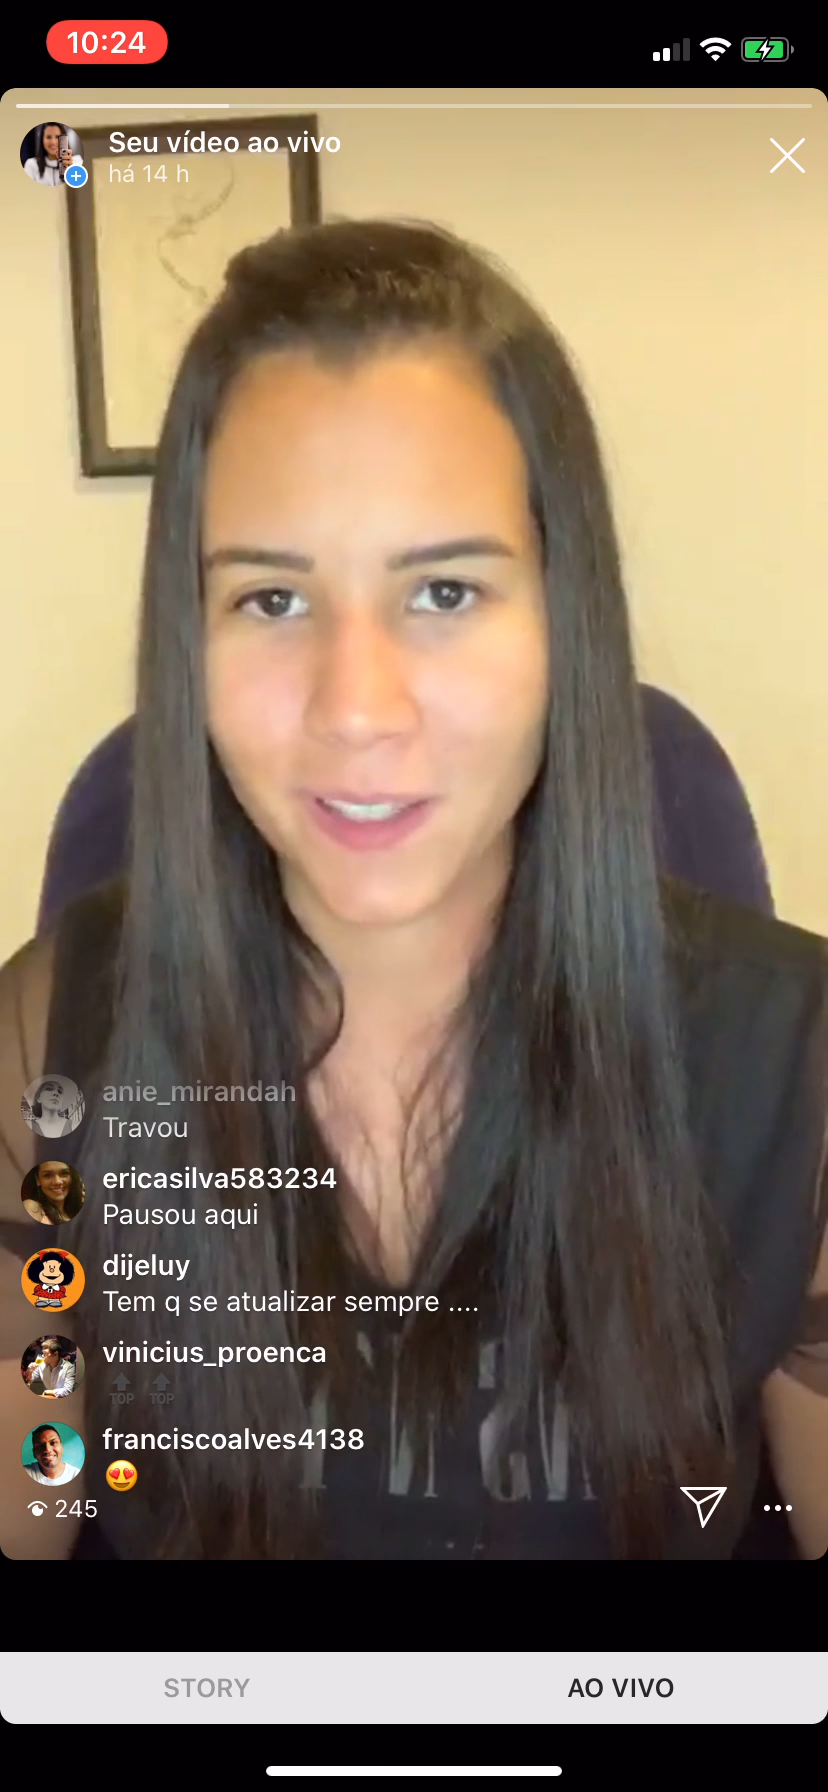 10:24
Seu vídeo ao vivo
há 14 h
anie_mirandah
Travou
ericasilva583234
Pausou aqui
dijeluy
Tem q se atualizar sempre ....
vinicius_proenca
TOP TOP
franciscoalves4138
245
STORY
AO VIVO